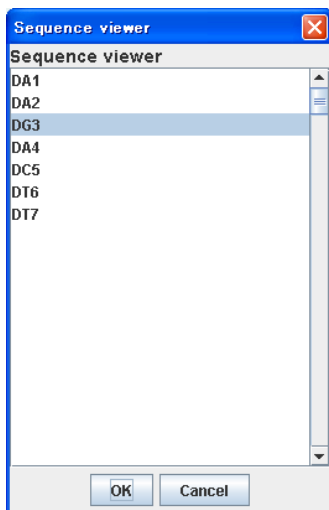 Sequence viewer
Sequence viewer
DA1
DA2
DG3
DA4
DC5
DT6
DT7
OK Cancel